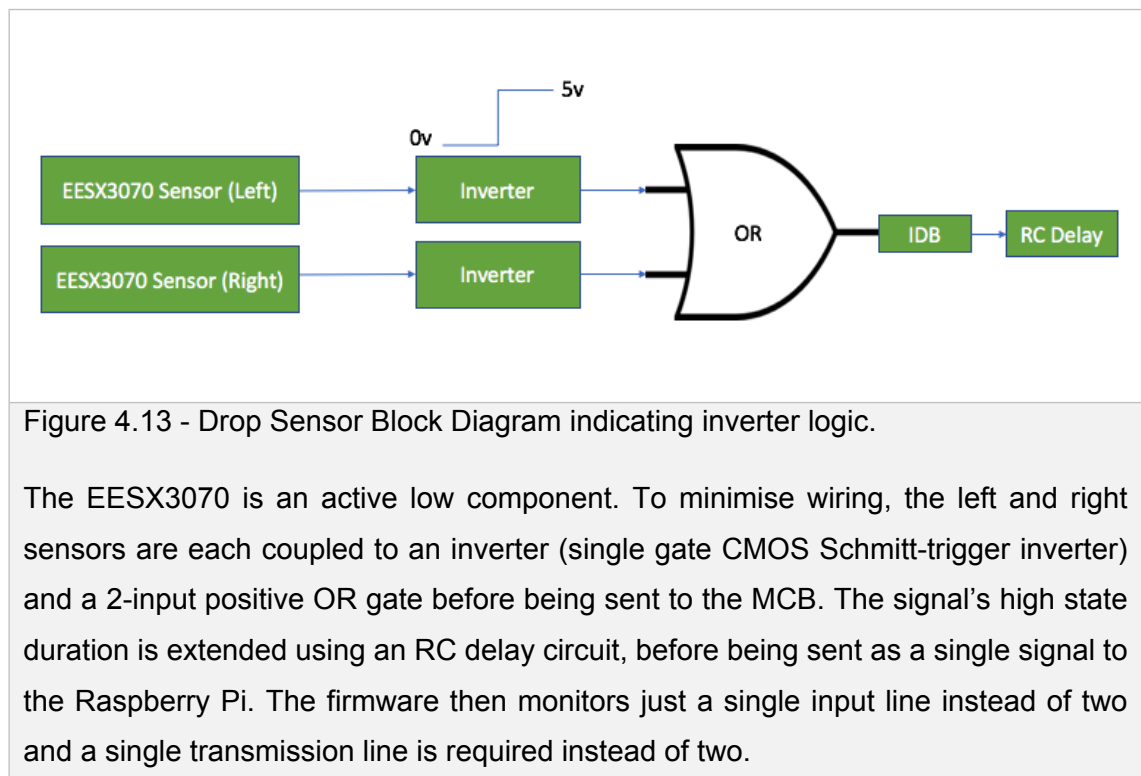 5v
0v
EESX3070 Sensor (Left)
Inverter
OR
IDB
RC Delay
EESX3070 Sensor (Right)
Inverter
Figure 4.13 - Drop Sensor Block Diagram indicating inverter logic.
The EESX3070 is an active low component. To minimise wiring, the left and right
sensors are each coupled to an inverter (single gate CMOS Schmitt-trigger inverter)
and a 2-input positive OR gate before being sent to the MCB. The signal’s high state
duration is extended using an RC delay circuit, before being sent as a single signal to
the Raspberry Pi. The firmware then monitors just a single input line instead of two
and a single transmission line is required instead of two.